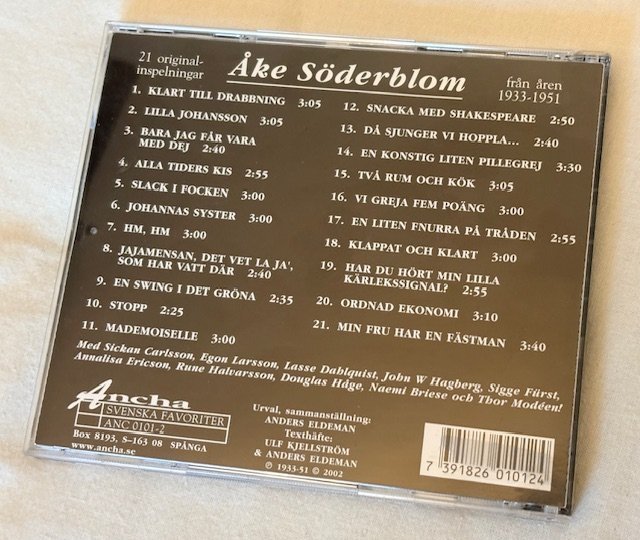 21 original-
inspelningar
Åke Söderblom
från åren
1933-1951
1. KLART TILL DRABBNING 3:05
2. LILLA JOHANSSON 3:05
3. BARA JAG FÅR VARA
MED DEJ 2:40
4. ALLA TIDERS KIS 2:55
5. SLACK I FOCKEN 3:00
6. JOHANNAS SYSTER 3:00
7. HM, HM 3:00
8. JAJAMENSAN, DET VET LA JA',
SOM HAR VATT DÄR 2:40
9. EN SWING I DET GRÖNA 2:35
10. STOPP 2:25
11. MADEMOISELLE 3:00
12. SNACKA MED SHAKESPEARE 2:50
13. DÅ SJUNGER VI HOPPLA... 2:40
14. EN KONSTIG LITEN PILLEGREJ 3:30
15. TVÅ RUM OCH KÖK 3:05
16. VI GREJA FEM POÄNG 3:00
17. EN LITEN FNURRA PÅ TRÅDEN 2:55
18. KLAPPAT OCH KLART 3:00
19. HAR DU HÖRT MIN LILLA
KÄRLEKSSIGNAL? 2:55
20. ORDNAD EKONOMI 3:10
21. MIN FRU HAR EN FÄSTMAN 3:40
Med Sickan Carlsson, Egon Larsson, Lasse Dahlquist, John W Hagberg, Sigge Fürst,
Annalisa Ericson, Rune Halvarsson, Douglas Håge, Naemi Briese och Thor Modéen!
Ancha
SVENSKA FAVORITER
ANC 0101-2
Box 8193, S-163 08 SPÅNGA
www.ancha.se
Urval, sammanställning:
ANDERS ELDEMAN
Texthäfte:
ULF KJELLSTRÖM
& ANDERS ELDEMAN
℗ 1933-51 © 2002
7 391826 010124